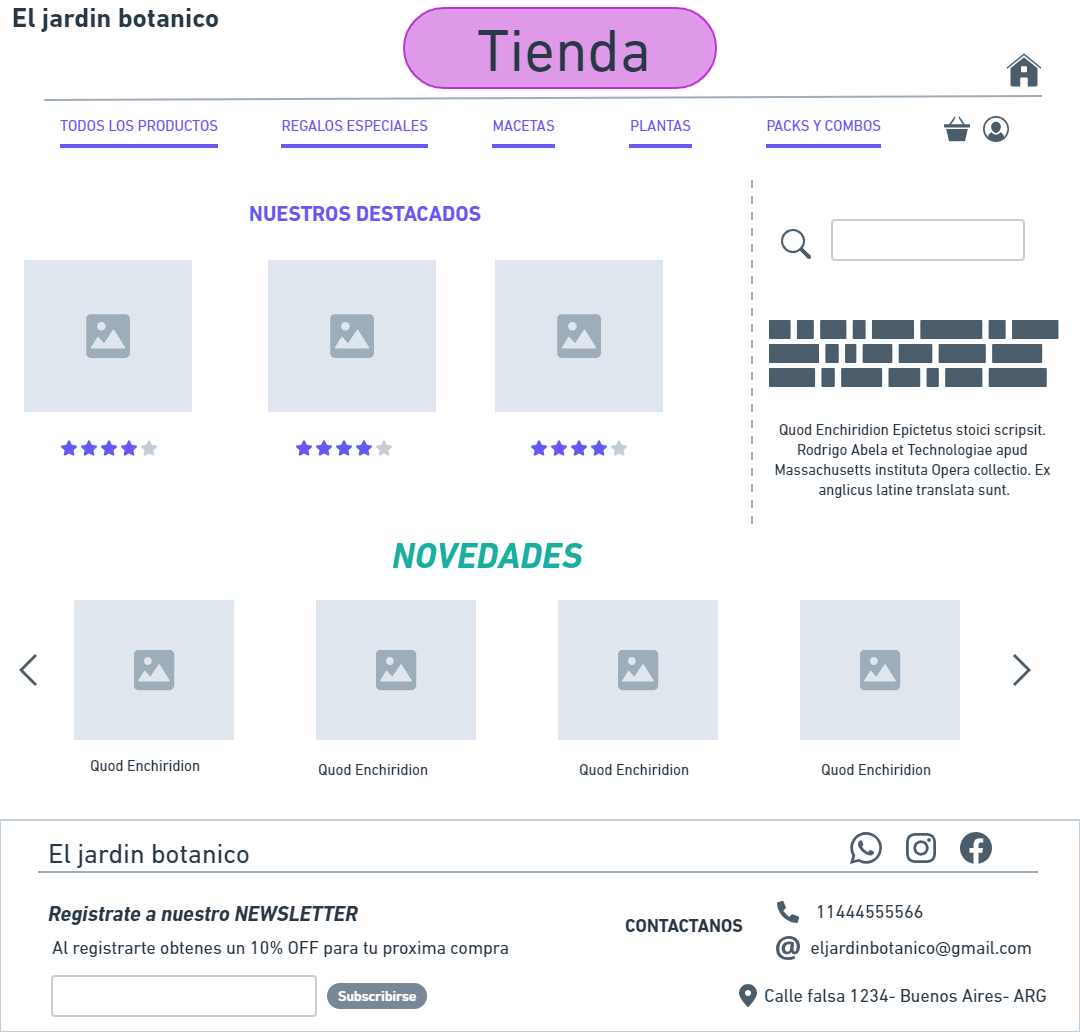 El jardin botanico
Tienda
TODOS LOS PRODUCTOS
REGALOS ESPECIALES
MACETAS
PLANTAS
PACKS Y COMBOS
NUESTROS DESTACADOS
Quod Enchiridion Epictetus stoici scripsit.
Rodrigo Abela et Technologiae apud
Massachusetts instituta Opera collectio. Ex
anglicus latine translata sunt.
NOVEDADES
Quod Enchiridion
Quod Enchiridion
Quod Enchiridion
Quod Enchiridion
El jardin botanico
Registrate a nuestro NEWSLETTER
Al registrarte obtenes un 10% OFF para tu proxima compra
Subscribirse
CONTACTANOS
11444555566
eljardinbotanico@gmail.com
Calle falsa 1234- Buenos Aires- ARG